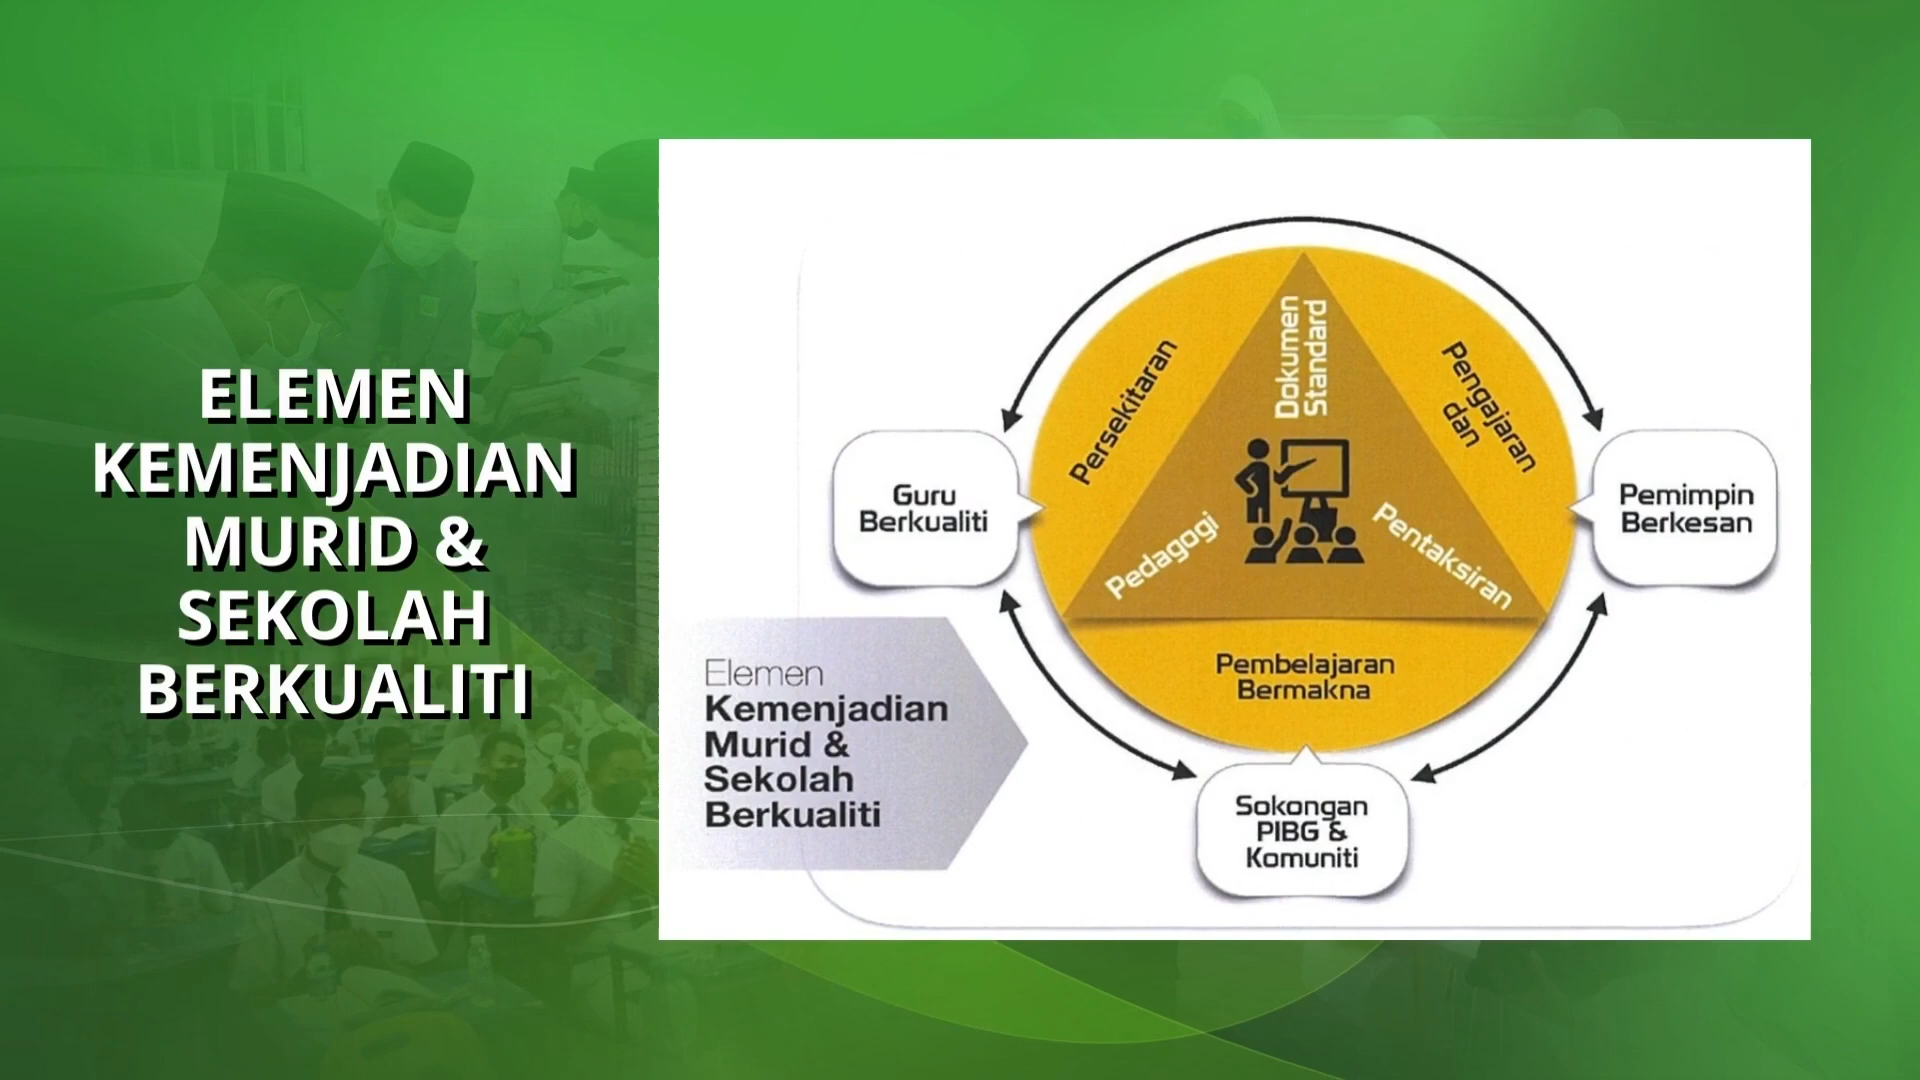 ELEMEN
KEMENJADIAN
MURID &
SEKOLAH
BERKUALITI
Dokumen
Standard
Persekitaran
Pengajaran
dan
Guru
Berkualiti
Pemimpin
Berkesan
Pedagogi
Pentaksiran
Pembelajaran
Bermakna
Elemen
Kemenjadian
Murid &
Sekolah
Berkualiti
Sokongan
PIBG &
Komuniti